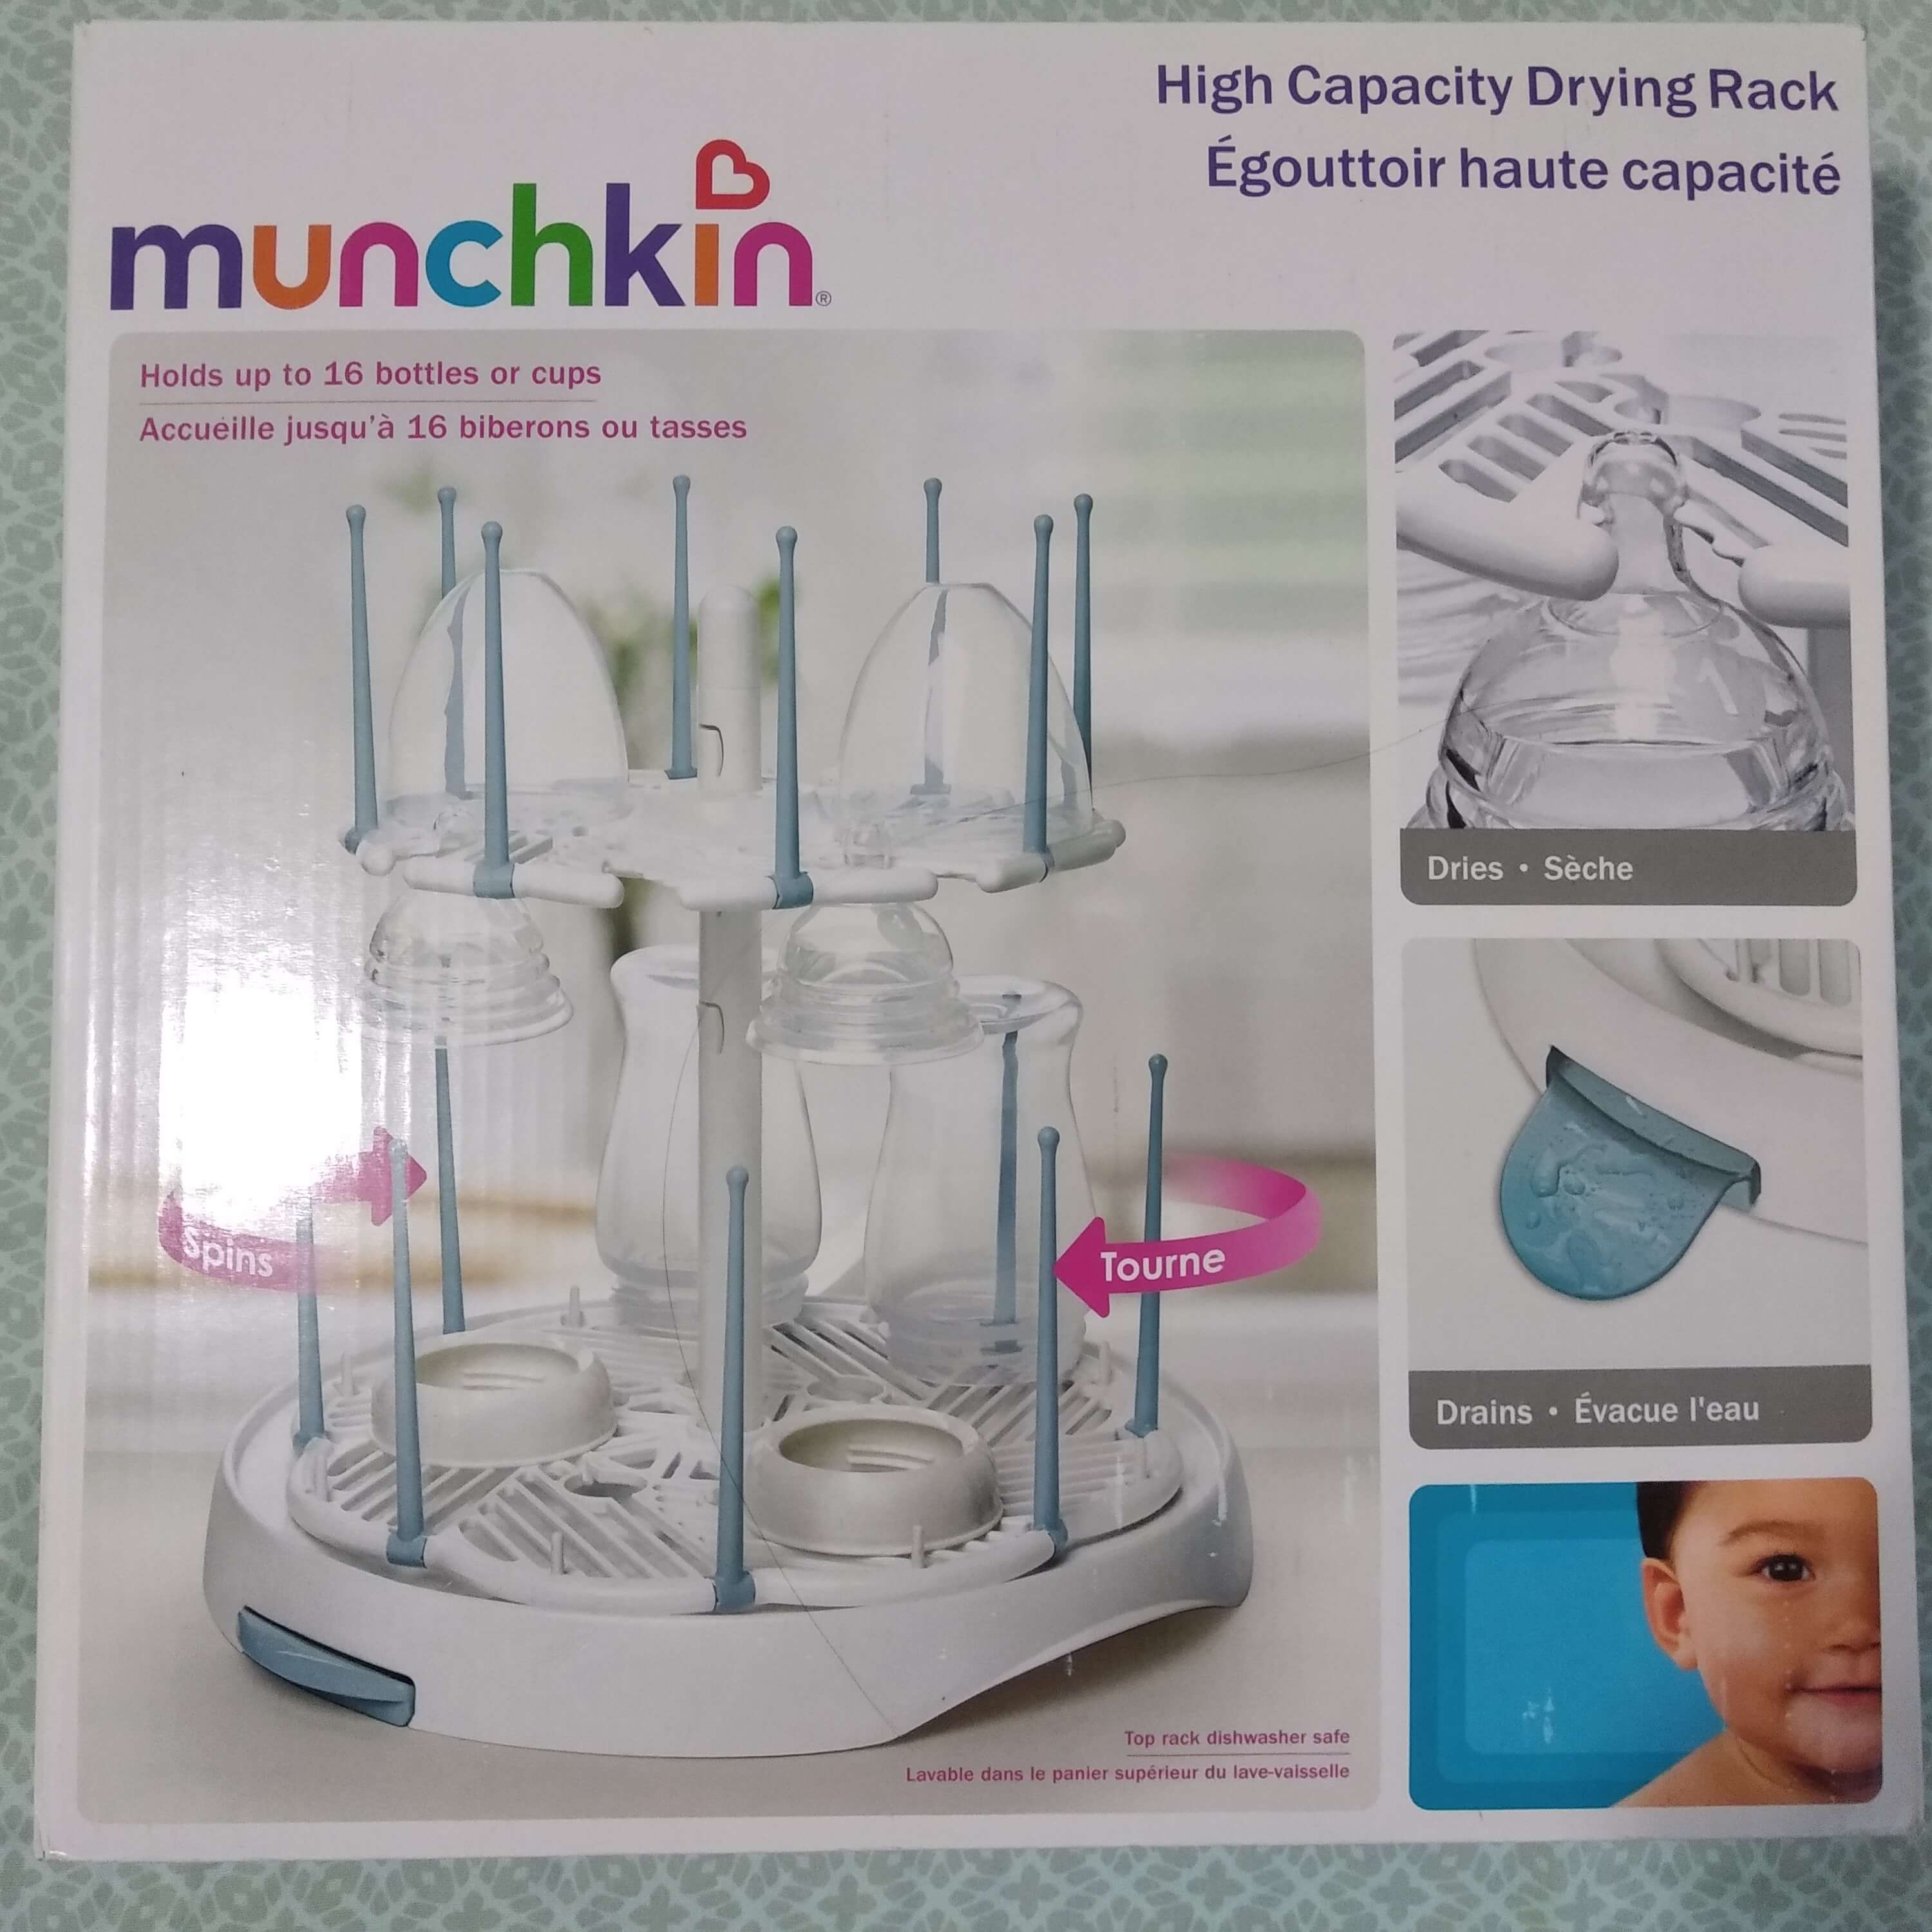 High Capacity Drying Rack
Égouttoir haute capacité
munchkin®
Holds up to 16 bottles or cups
Accueille jusqu'à 16 biberons ou tasses
1
Dries • Sèche
Spins
Tourne
Drains • Évacue l'eau
Top rack dishwasher safe
Lavable dans le panier supérieur du lave-vaisselle